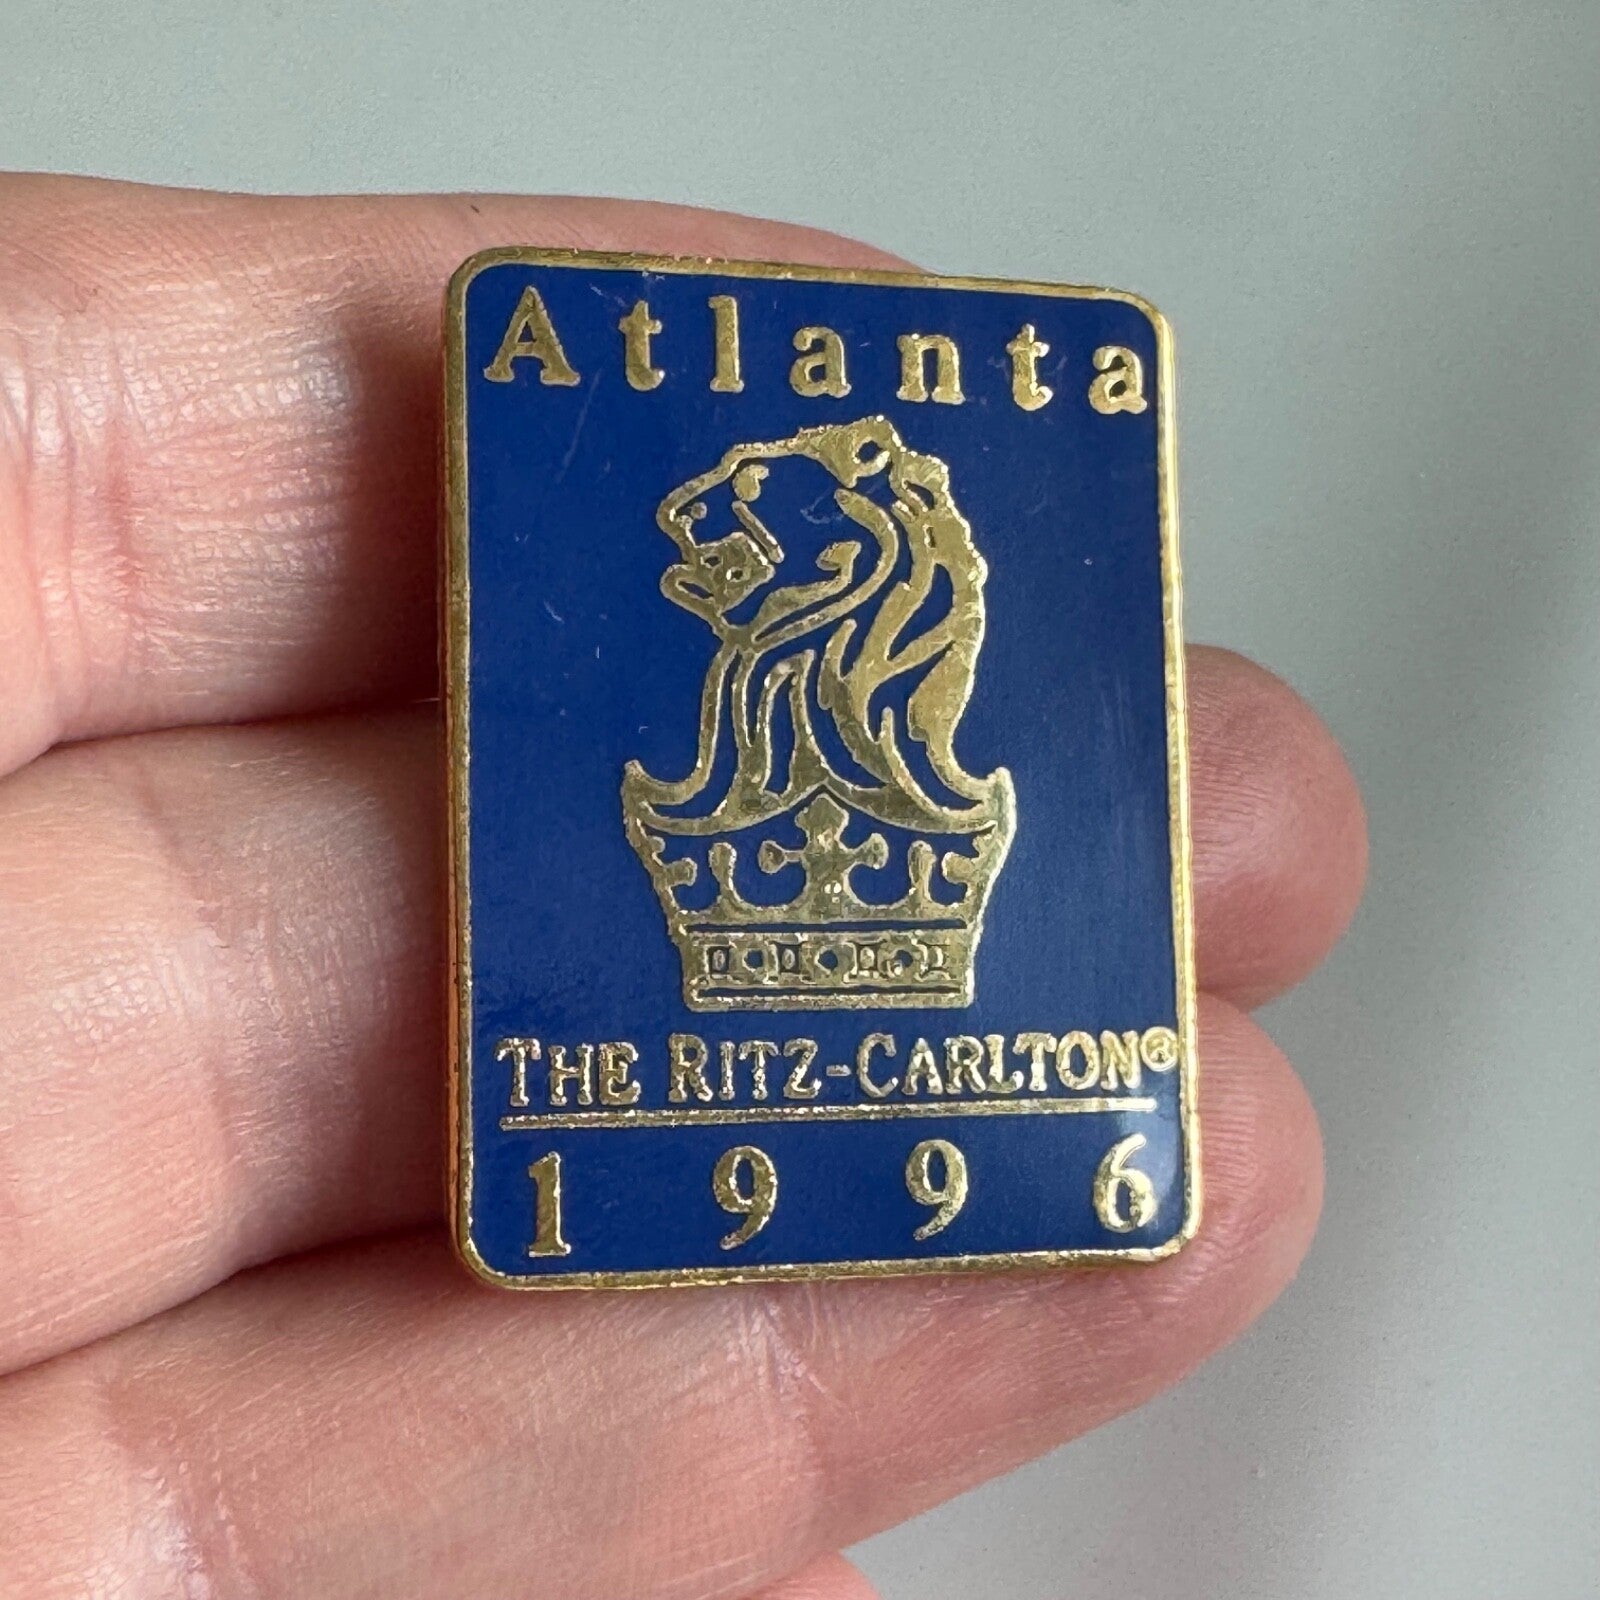 Atlanta
THE RITZ-CARLTON®
1996